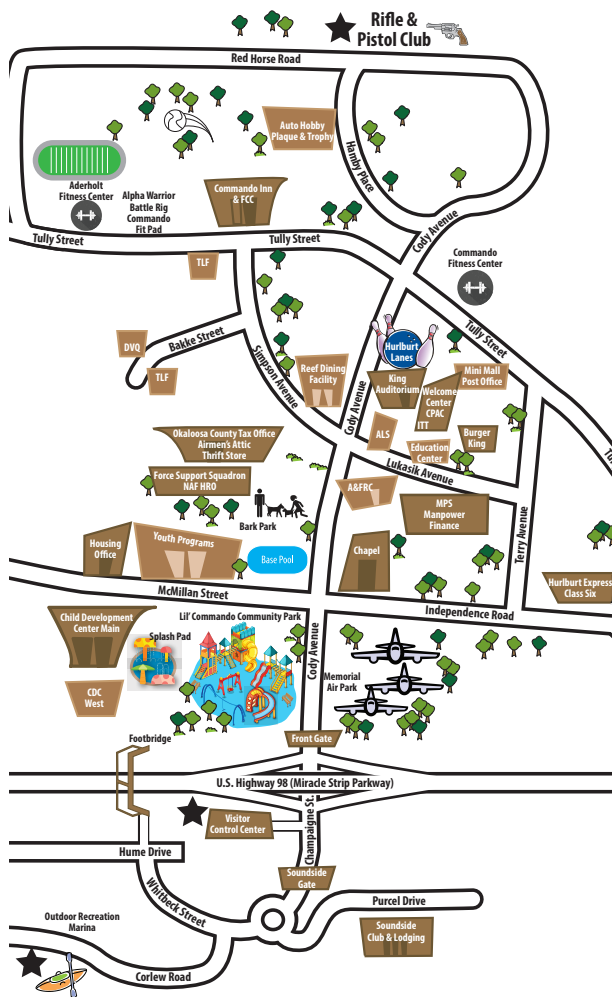 Rifle &
Pistol Club
Red Horse Road
Auto Hobby
Plaque & Trophy
Hamby Place
Aderholt
Fitness Center
Alpha Warrior
Battle Rig
Commando
Fit Pad
Commando Inn
& FCC
Cody Avenue
Tully Street
Tully Street
Commando
Fitness Center
TLF
Tully Street
DVQ
Bakke Street
TLF
Simpson Avenue
Hurlburt
Lanes
Reef Dining
Facility
King
Auditorium
Mini Mall
Post Office
Welcome
Center
CPAC
ITT
Cody Avenue
ALS
Burger
King
Education
Center
Okaloosa County Tax Office
Airmen's Attic
Thrift Store
Lukasik Avenue
Tu
Force Support Squadron
NAF HRO
A&FRC
MPS
Manpower
Finance
Bark Park
Terry Avenue
Housing
Office
Youth Programs
Base Pool
Chapel
Hurlburt Express
Class Six
McMillan Street
Independence Road
Child Development
Center Main
Lil' Commando Community Park
Splash Pad
Cody Avenue
Memorial
Air Park
CDC
West
Footbridge
Front Gate
U.S. Highway 98 (Miracle Strip Parkway)
Visitor
Control Center
Champaigne St.
Hume Drive
Soundside
Gate
Whitbeck Street
Purcel Drive
Outdoor Recreation
Marina
Soundside
Club & Lodging
Corlew Road